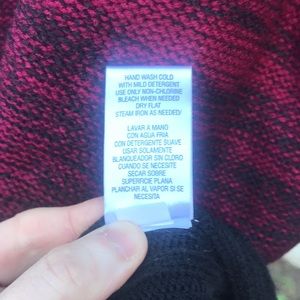 HAND WASH COLD
WITH MILD DETERGENT
USE ONLY NON-CHLORINE
BLEACH WHEN NEEDED
DRY FLAT
STEAM IRON AS NEEDED/
LAVAR A MANO
CON AGUA FRIA
CON DETERGENTE SUAVE
USAR SOLAMENTE
BLANQUEADOR SIN CLORO
CUANDO SE NECESITE
SECAR SOBRE
SUPERFICIE PLANA
PLANCHAR AL VAPOR SI SE
NECESITA